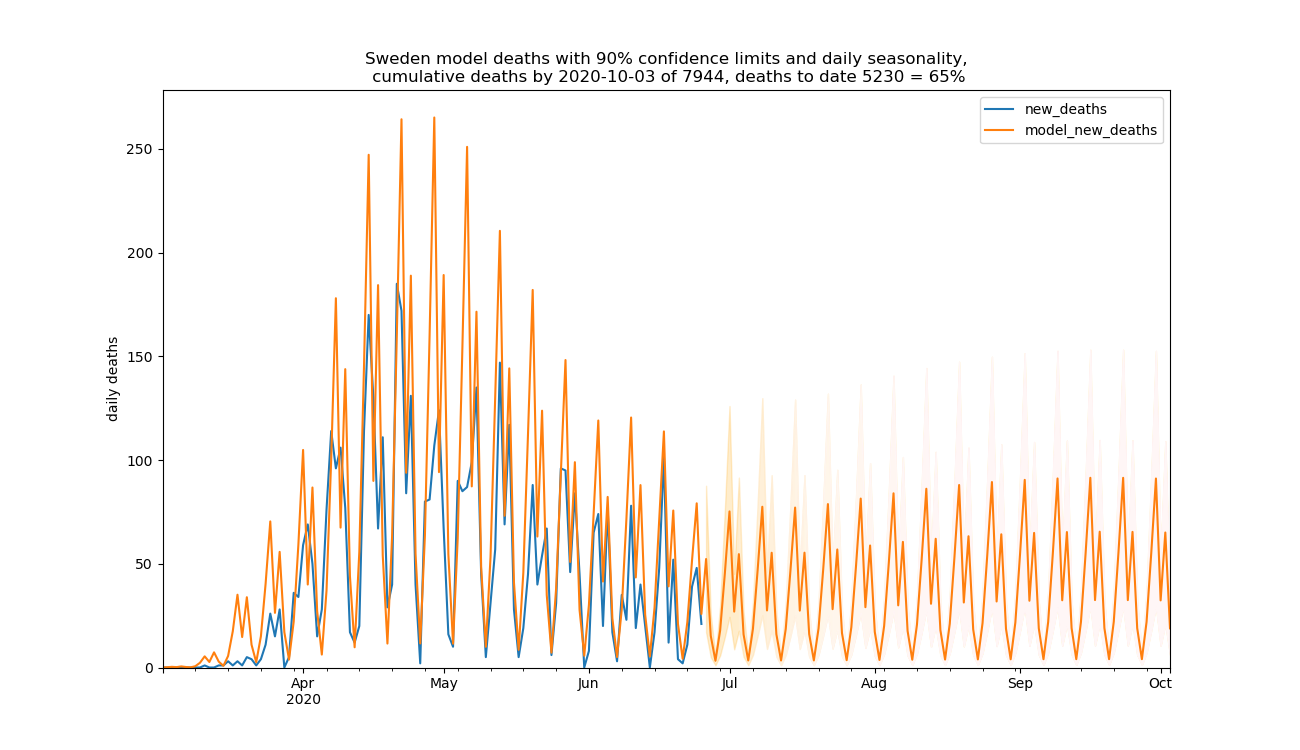 Sweden model deaths with 90% confidence limits and daily seasonality,
cumulative deaths by 2020-10-03 of 7944, deaths to date 5230 = 65%
new_deaths
model_new_deaths
daily deaths
250
200
150
100
50
0
Apr
2020
May
Jun
Jul
Aug
Sep
Oct